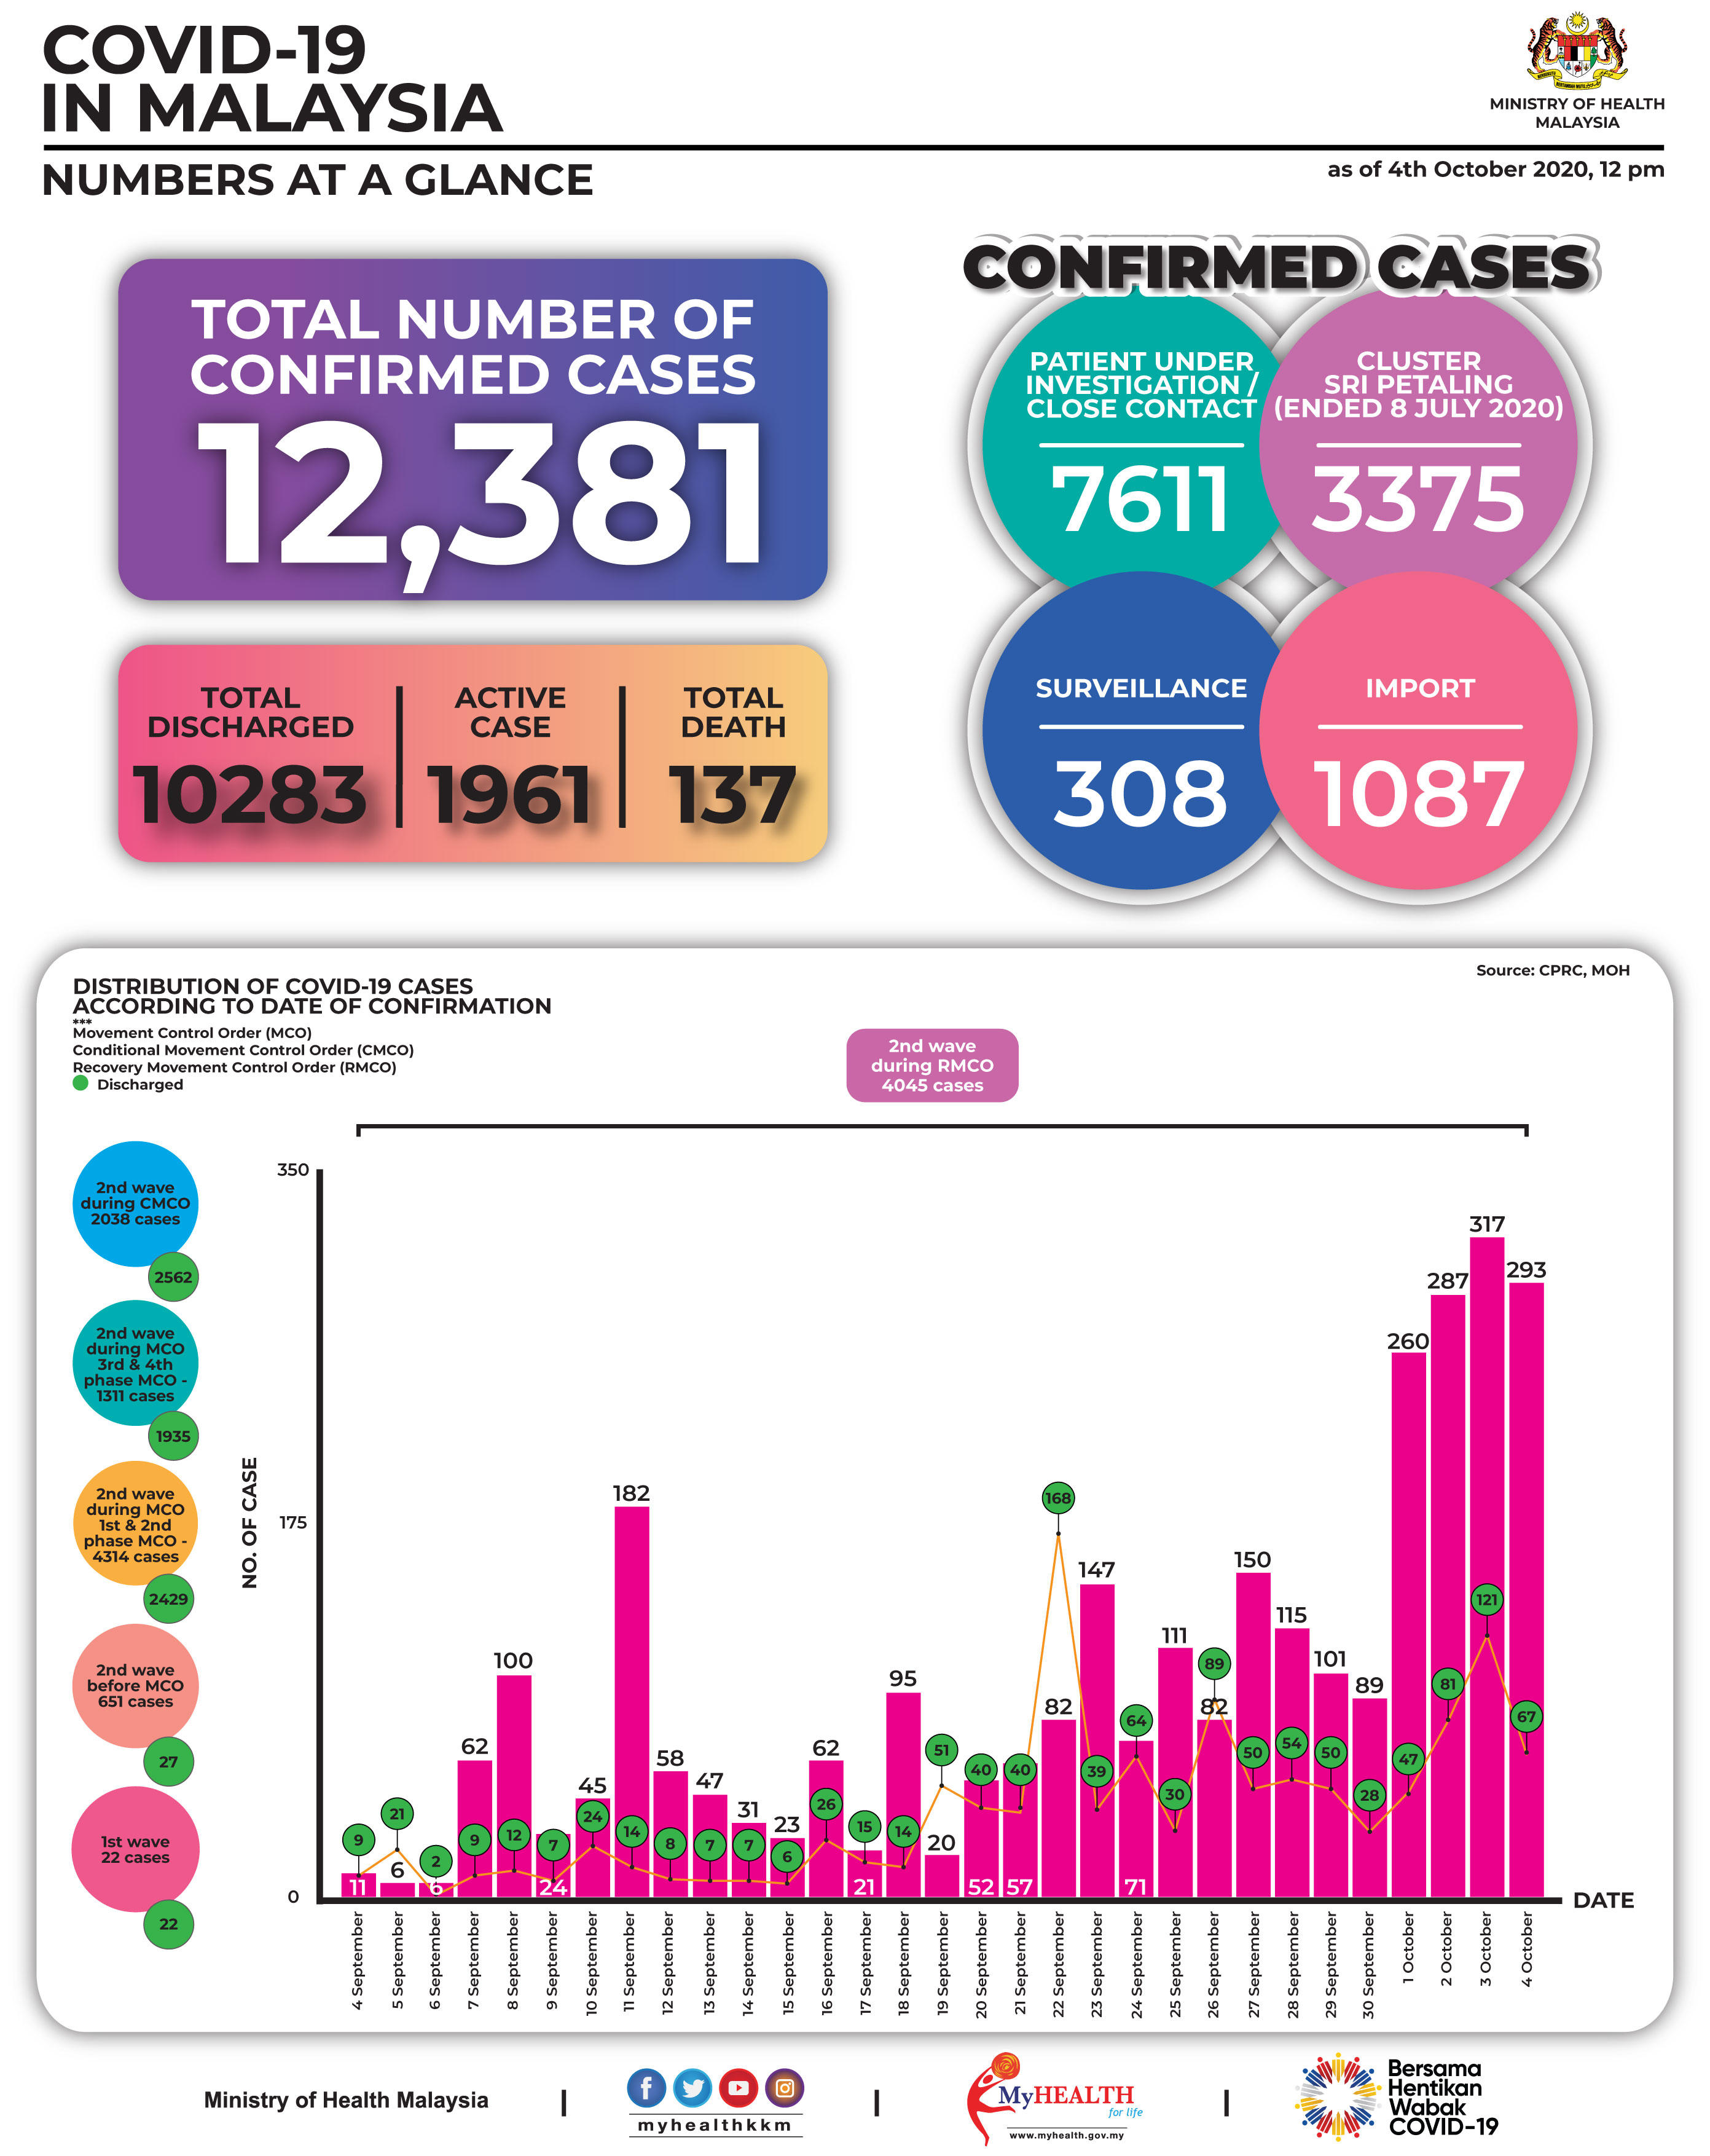 COVID-19
IN MALAYSIA
MINISTRY OF HEALTH
MALAYSIA
NUMBERS AT A GLANCE
as of 4th October 2020, 12 pm
TOTAL NUMBER OF
CONFIRMED CASES
12,381
TOTAL
DISCHARGED
10283
ACTIVE
CASE
1961
TOTAL
DEATH
137
CONFIRMED CASES
PATIENT UNDER
INVESTIGATION /
CLOSE CONTACT
7611
CLUSTER
SRI PETALING
(ENDED 8 JULY 2020)
3375
SURVEILLANCE
308
IMPORT
1087
DISTRIBUTION OF COVID-19 CASES
ACCORDING TO DATE OF CONFIRMATION
***
Movement Control Order (MCO)
Conditional Movement Control Order (CMCO)
Recovery Movement Control Order (RMCO)
Discharged
Source: CPRC, MOH
2nd wave
during RMCO
4045 cases
2nd wave
during CMCO
2038 cases
2562
2nd wave
during MCO
3rd & 4th
phase MCO -
1311 cases
1935
2nd wave
during MCO
1st & 2nd
phase MCO -
4314 cases
2429
2nd wave
before MCO
651 cases
27
1st wave
22 cases
22
NO. OF CASE
350
175
0
11
6
6
62
100
24
45
182
58
47
31
23
62
21
95
20
52
57
82
147
71
111
82
150
115
101
89
260
287
317
293
9
21
2
9
12
7
24
14
8
7
7
6
26
15
14
51
40
40
168
39
64
30
89
50
54
50
28
47
81
121
67
DATE
4 September
5 September
6 September
7 September
8 September
9 September
10 September
11 September
12 September
13 September
14 September
15 September
16 September
17 September
18 September
19 September
20 September
21 September
22 September
23 September
24 September
25 September
26 September
27 September
28 September
29 September
30 September
1 October
2 October
3 October
4 October
Ministry of Health Malaysia
myhealthkkm
MyHEALTH
for life
www.myhealth.gov.my
Bersama
Hentikan
Wabak
COVID-19